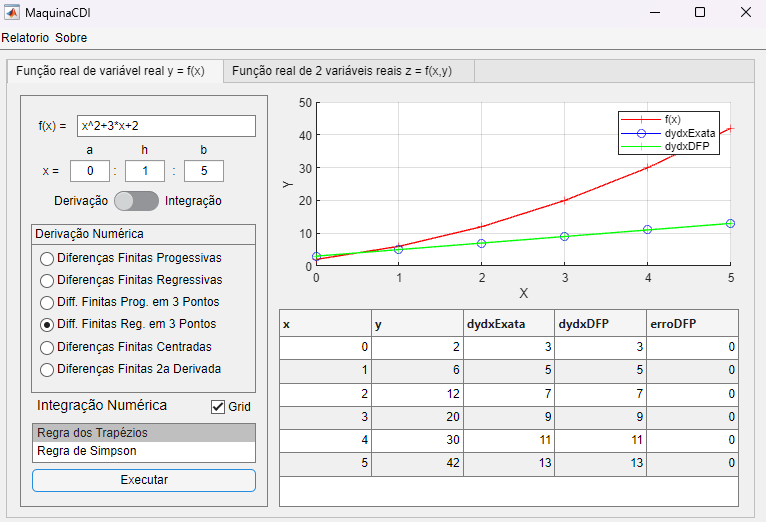 MaquinaCDI
Relatorio Sobre
Função real de variável real y = f(x) Função real de 2 variáveis reais z = f(x,y)
f(x) = x^2+3*x+2
a h b
x = 0 : 1 : 5
Derivação Integração
Derivação Numérica
Diferenças Finitas Progessivas
Diferenças Finitas Regressivas
Diff. Finitas Prog. em 3 Pontos
Diff. Finitas Reg. em 3 Pontos
Diferenças Finitas Centradas
Diferenças Finitas 2a Derivada
Integração Numérica Grid
Regra dos Trapézios
Regra de Simpson
Executar
50
40
30
20
10
0
Y
0 1 2 3 4 5
X
f(x)
dydxExata
dydxDFP
x y dydxExata dydxDFP erroDFP
0 2 3 3 0
1 6 5 5 0
2 12 7 7 0
3 20 9 9 0
4 30 11 11 0
5 42 13 13 0